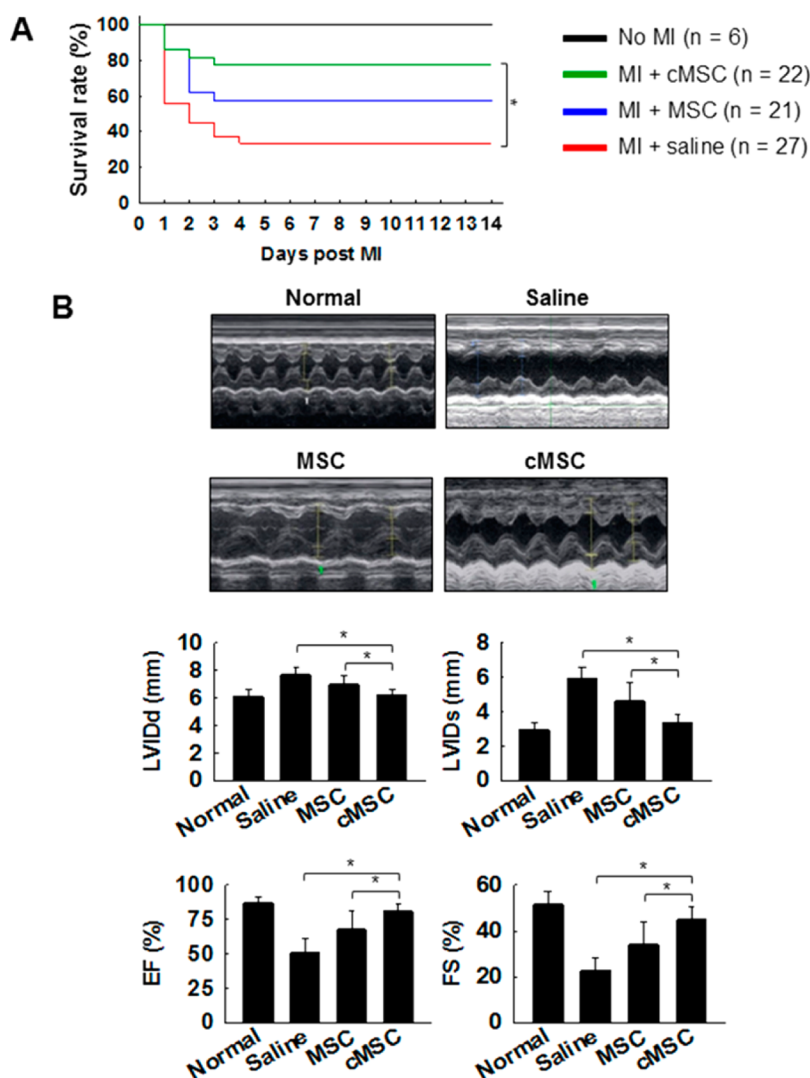 A
Survival rate (%)
100
80
60
40
20
0
0 1 2 3 4 5 6 7 8 9 10 11 12 13 14
Days post MI
*
No MI (n = 6)
MI + cMSC (n = 22)
MI + MSC (n = 21)
MI + saline (n = 27)
B
Normal
Saline
MSC
cMSC
LVIDd (mm)
10
8
6
4
2
0
*
*
Normal
Saline
MSC
cMSC
LVIDs (mm)
8
6
4
2
0
*
*
Normal
Saline
MSC
cMSC
EF (%)
100
75
50
25
0
*
*
Normal
Saline
MSC
cMSC
FS (%)
60
40
20
0
*
*
Normal
Saline
MSC
cMSC